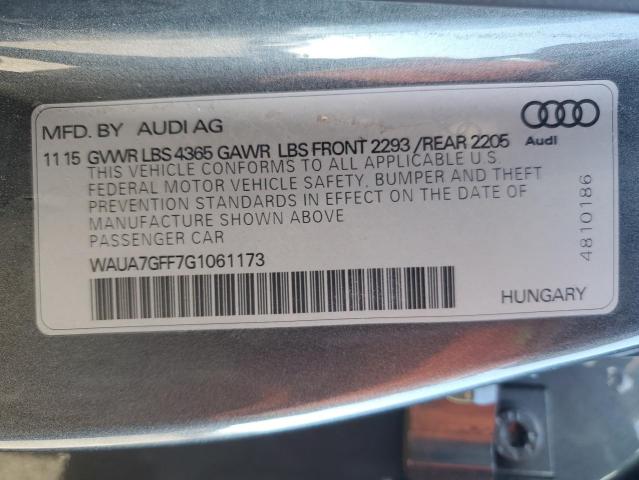 MFD. BY AUDI AG
11 15 GVWR LBS 4365 GAWR LBS FRONT 2293 /REAR 2205
Audi
THIS VEHICLE CONFORMS TO ALL APPLICABLE U.S.
FEDERAL MOTOR VEHICLE SAFETY, BUMPER AND THEFT
PREVENTION STANDARDS IN EFFECT ON THE DATE OF
MANUFACTURE SHOWN ABOVE
PASSENGER CAR
WAUA7GFF7G1061173
HUNGARY
4810186